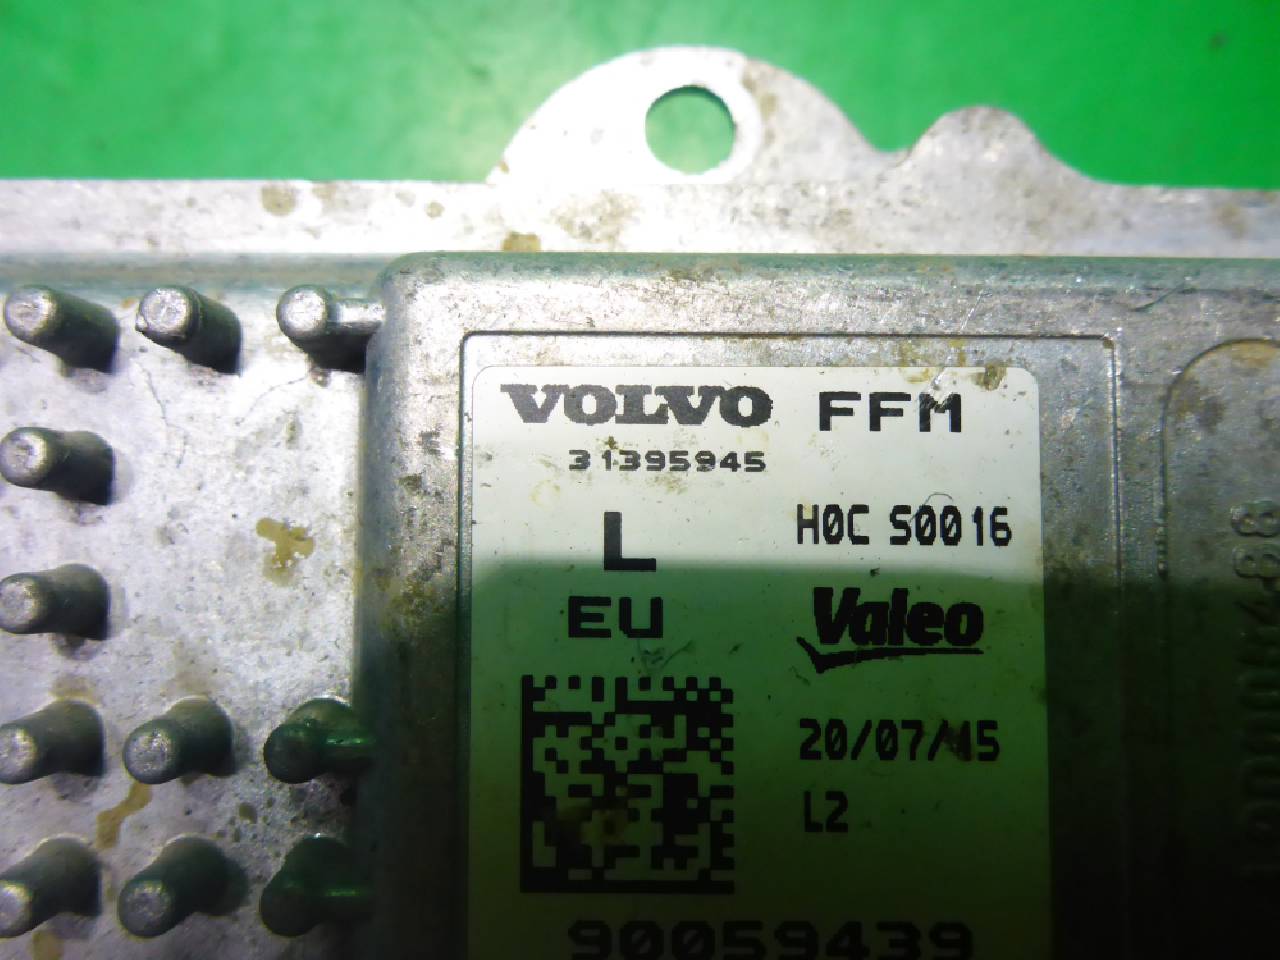 VOLVO FFM
31395945
L H0C S0016
EU Valeo
20/07/15
L2
90059439